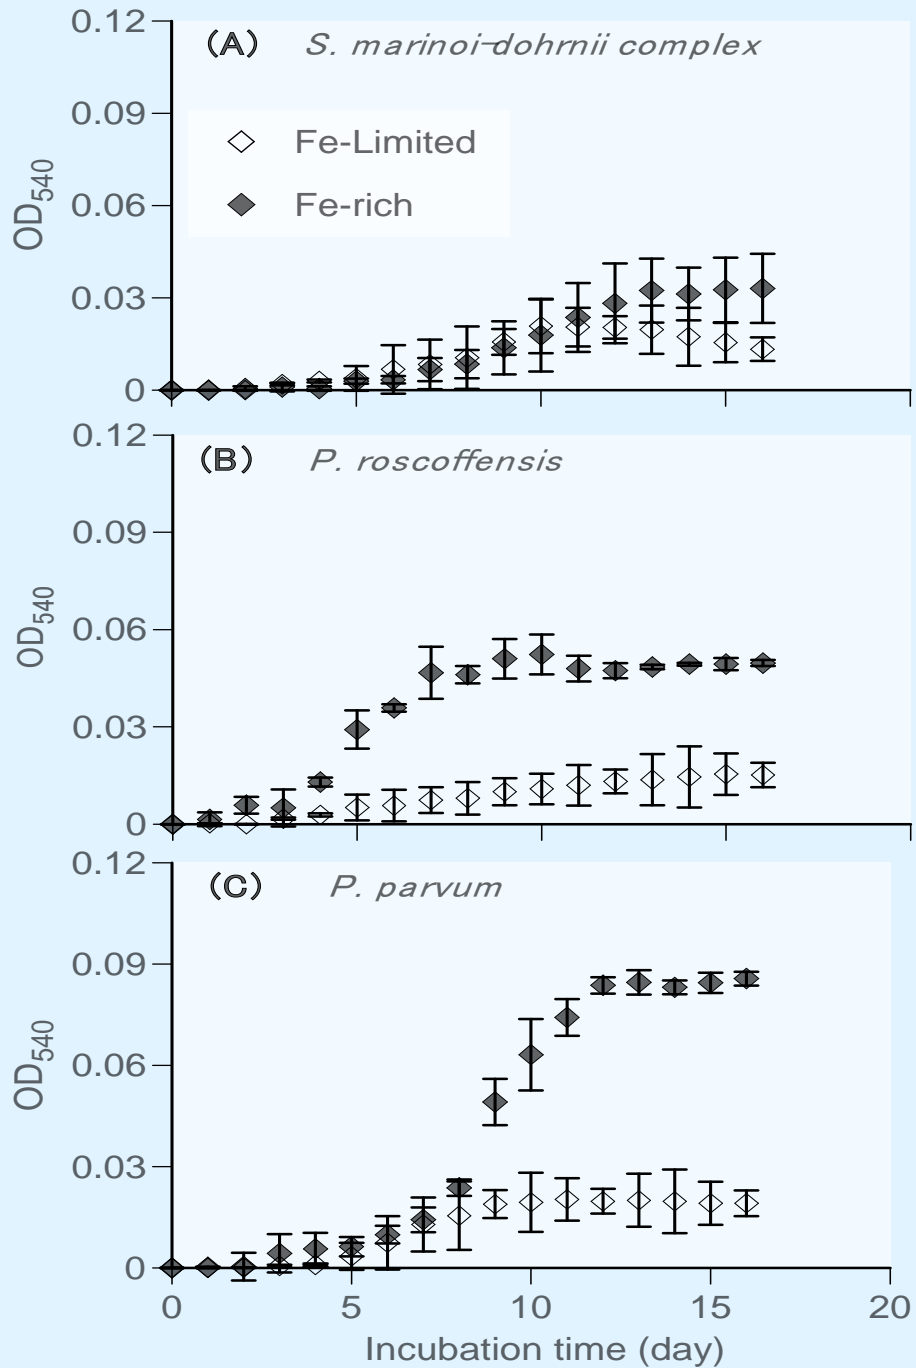 0.12
(A) S. marinoi-dohrnii complex
0.09
Fe-Limited
OD540
0.06
Fe-rich
0.03
0
0.12
(B) P. roscoffensis
0.09
OD540
0.06
0.03
0
0.12
(C) P. parvum
0.09
OD540
0.06
0.03
0
0 5 10 15 20
Incubation time (day)